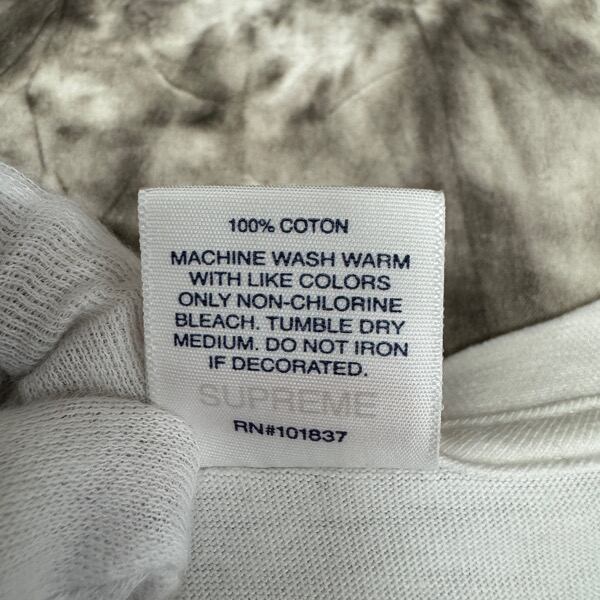 100% COTON
MACHINE WASH WARM
WITH LIKE COLORS
ONLY NON-CHLORINE
BLEACH. TUMBLE DRY
MEDIUM. DO NOT IRON
IF DECORATED.
SUPREME
RN#101837